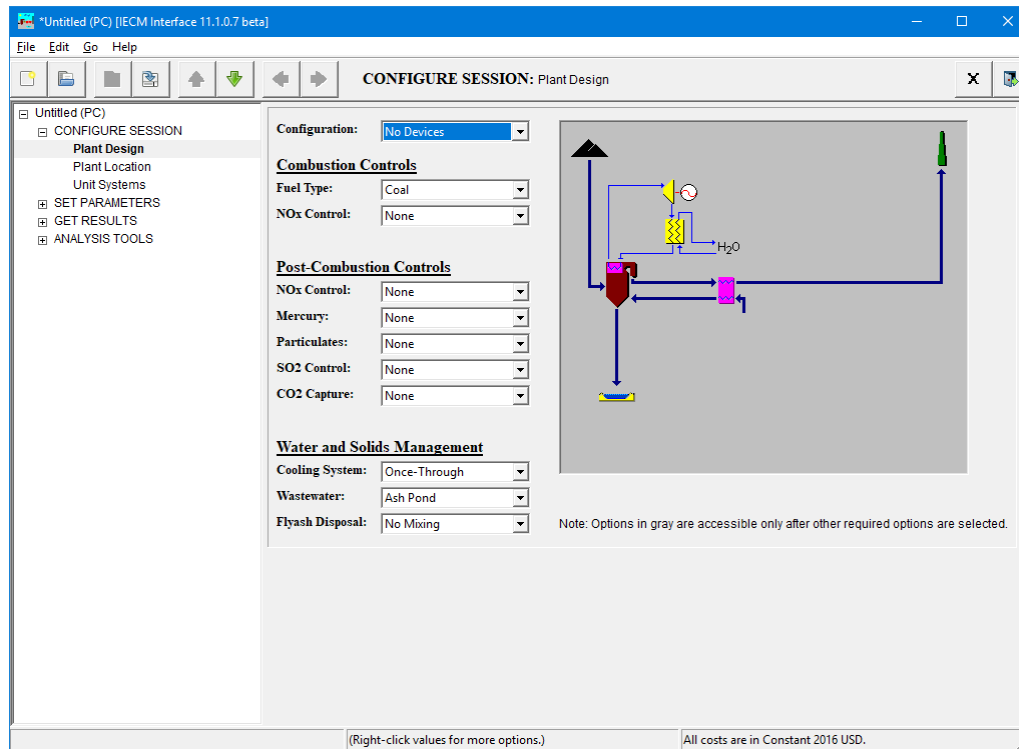 *Untitled (PC) [IECM Interface 11.1.0.7 beta]
File Edit Go Help
CONFIGURE SESSION: Plant Design
X
Untitled (PC)
CONFIGURE SESSION
Plant Design
Plant Location
Unit Systems
SET PARAMETERS
GET RESULTS
ANALYSIS TOOLS
Configuration: No Devices
Combustion Controls
Fuel Type: Coal
NOx Control: None
Post-Combustion Controls
NOx Control: None
Mercury: None
Particulates: None
SO2 Control: None
CO2 Capture: None
Water and Solids Management
Cooling System: Once-Through
Wastewater: Ash Pond
Flyash Disposal: No Mixing
H2O
Note: Options in gray are accessible only after other required options are selected.
(Right-click values for more options.) All costs are in Constant 2016 USD.